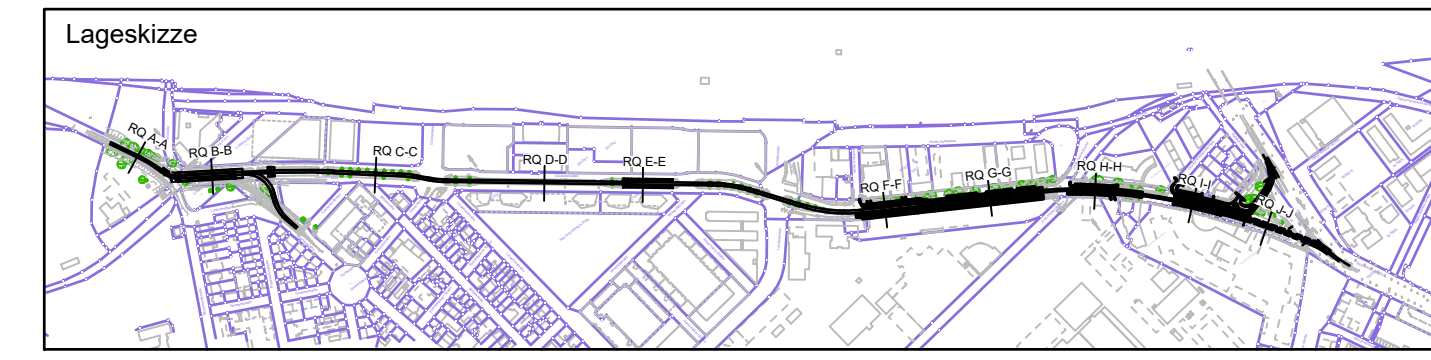 Lageskizze
RQ A-A
RQ B-B
RQ C-C
RQ D-D
RQ E-E
RQ F-F
RQ G-G
RQ H-H
RQ I-I
RQ J-J